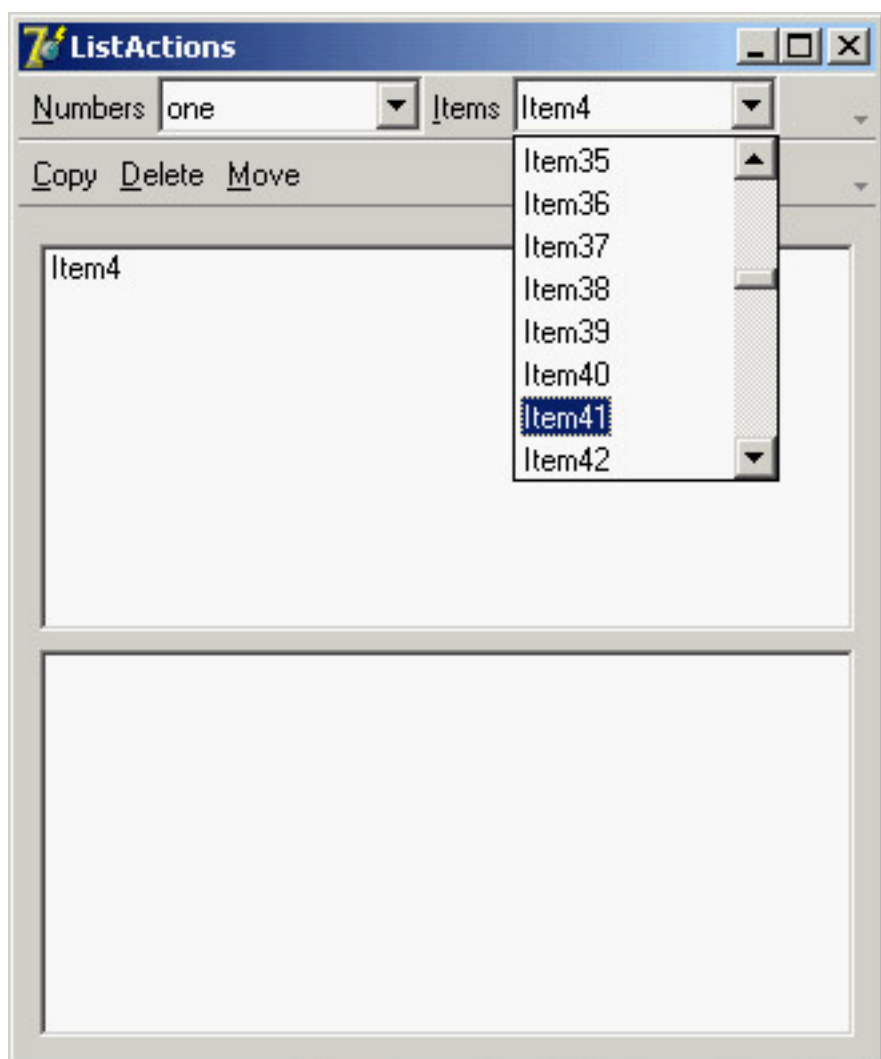 ListActions
Numbers one Items Item4
Copy Delete Move
Item35
Item36
Item37
Item38
Item39
Item40
Item41
Item42
Item4